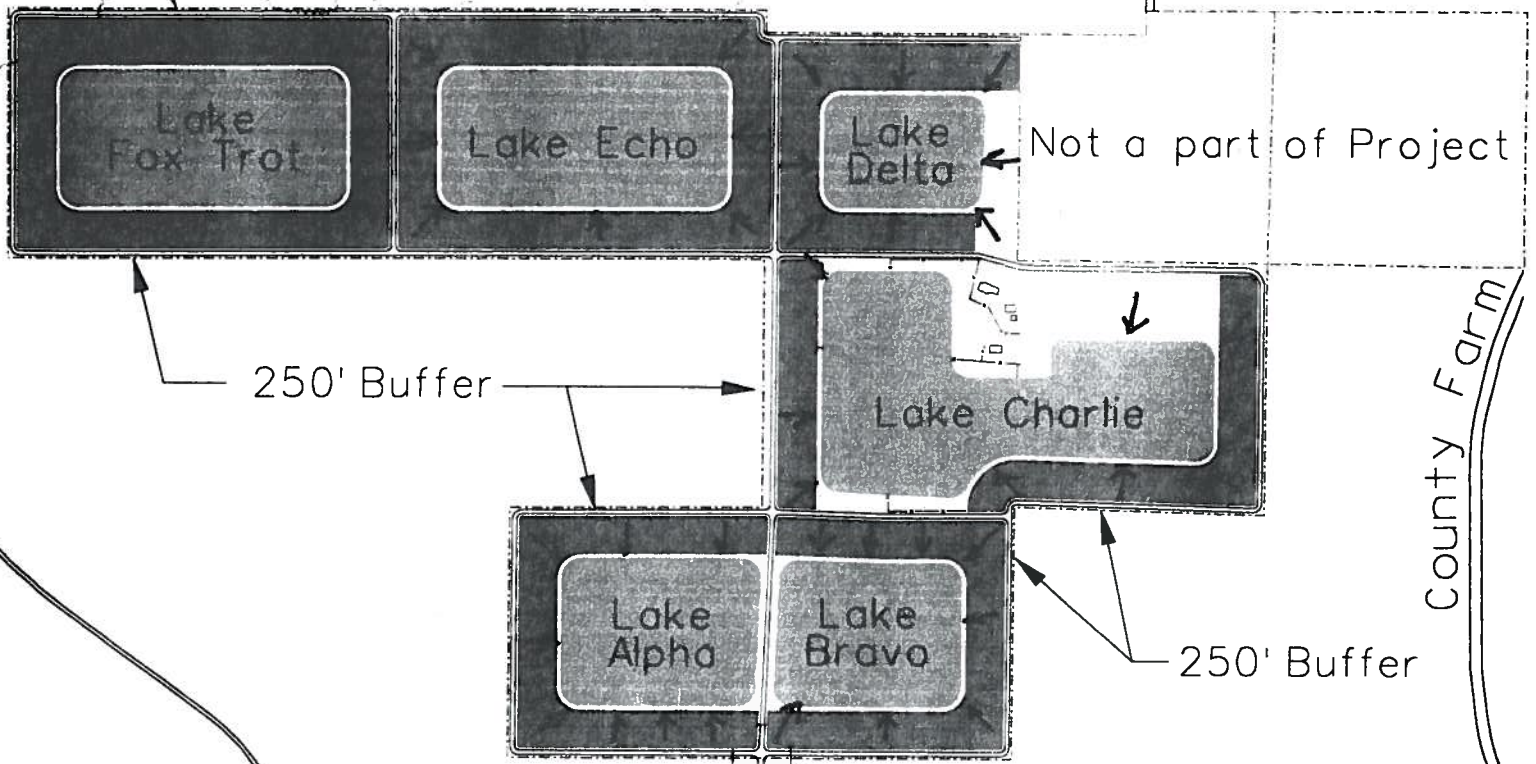 Lake
Fox Trot
Lake Echo
Lake
Delta
Not a part of Project
250' Buffer
Lake Charlie
County Farm
Lake
Alpha
Lake
Bravo
250' Buffer